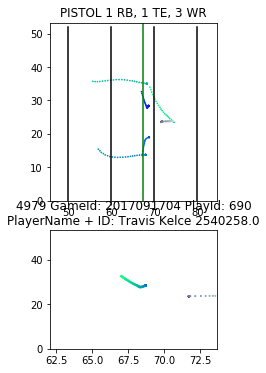 PISTOL 1 RB, 1 TE, 3 WR
50
40
30
20
10
0
50 60 70 80
4979 GameId: 2017091704 PlayId: 690
PlayerName + ID: Travis Kelce 2540258.0
40
20
0
62.5 65.0 67.5 70.0 72.5